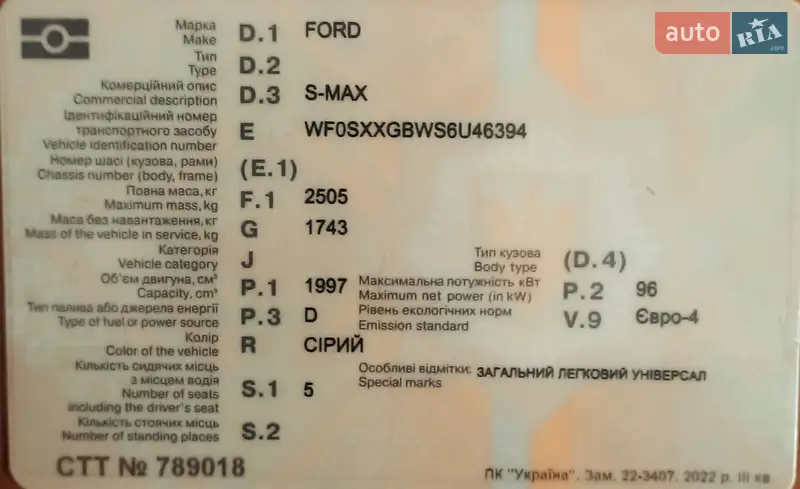 auto RIA .com
Марка
Make D.1 FORD
Тип
Type D.2
Комерційний опис
Commercial description D.3 S-MAX
Ідентифікаційний номер
транспортного засобу
Vehicle identification number E WF0SXXGBWS6U46394
Номер шасі (кузова, рами)
Chassis number (body, frame) (E.1)
Повна маса, кг
Maximum mass, kg F.1 2505
Маса без навантаження, кг
Mass of the vehicle in service, kg G 1743
Категорія
Vehicle category J
Тип кузова
Body type (D.4)
Об'єм двигуна, см³
Capacity, cm³ P.1 1997
Максимальна потужність кВт
Maximum net power (in kW) P.2 96
Тип палива або джерела енергії
Type of fuel or power source P.3 D
Рівень екологічних норм
Emission standard V.9 Євро-4
Колір
Color of the vehicle R СІРИЙ
Кількість сидячих місць
з місцем водія
Number of seats
including the driver's seat S.1 5
Особливі відмітки: ЗАГАЛЬНИЙ ЛЕГКОВИЙ УНІВЕРСАЛ
Special marks
Кількість стоячих місць
Number of standing places S.2
СТТ № 789018
ПК "Україна". Зам. 22-3407. 2022 р. III кв